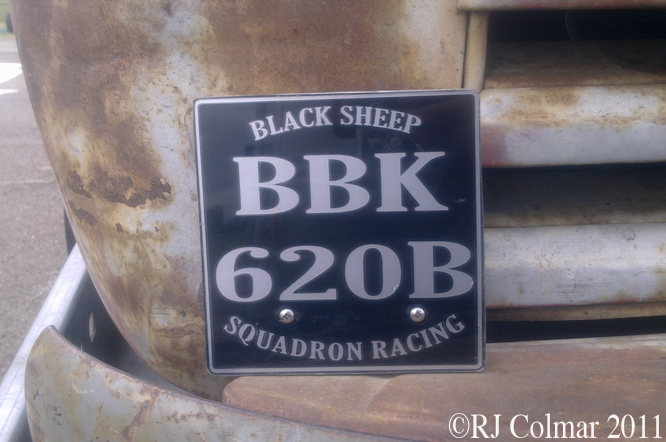 BLACK SHEEP
BBK
620B
SQUADRON RACING
©RJ Colmar 2011